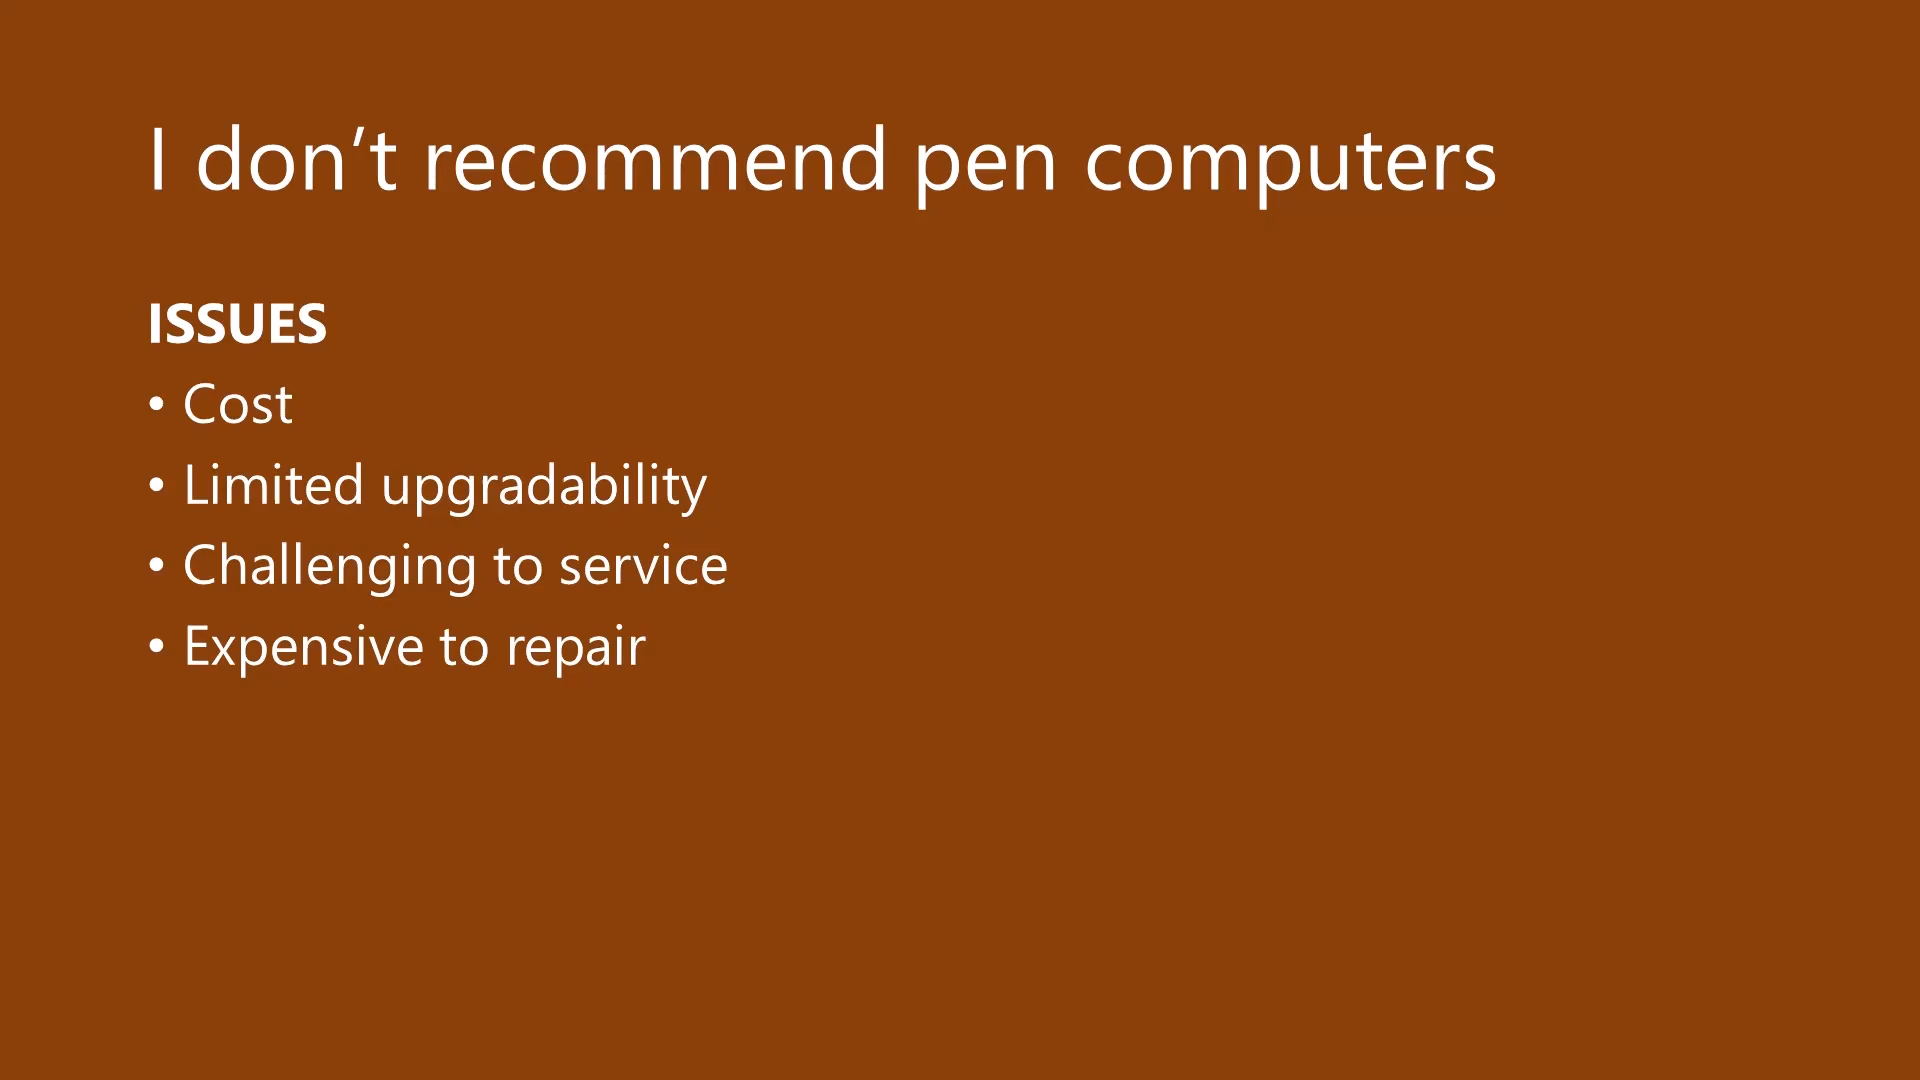 I don’t recommend pen computers
ISSUES
• Cost
• Limited upgradability
• Challenging to service
• Expensive to repair